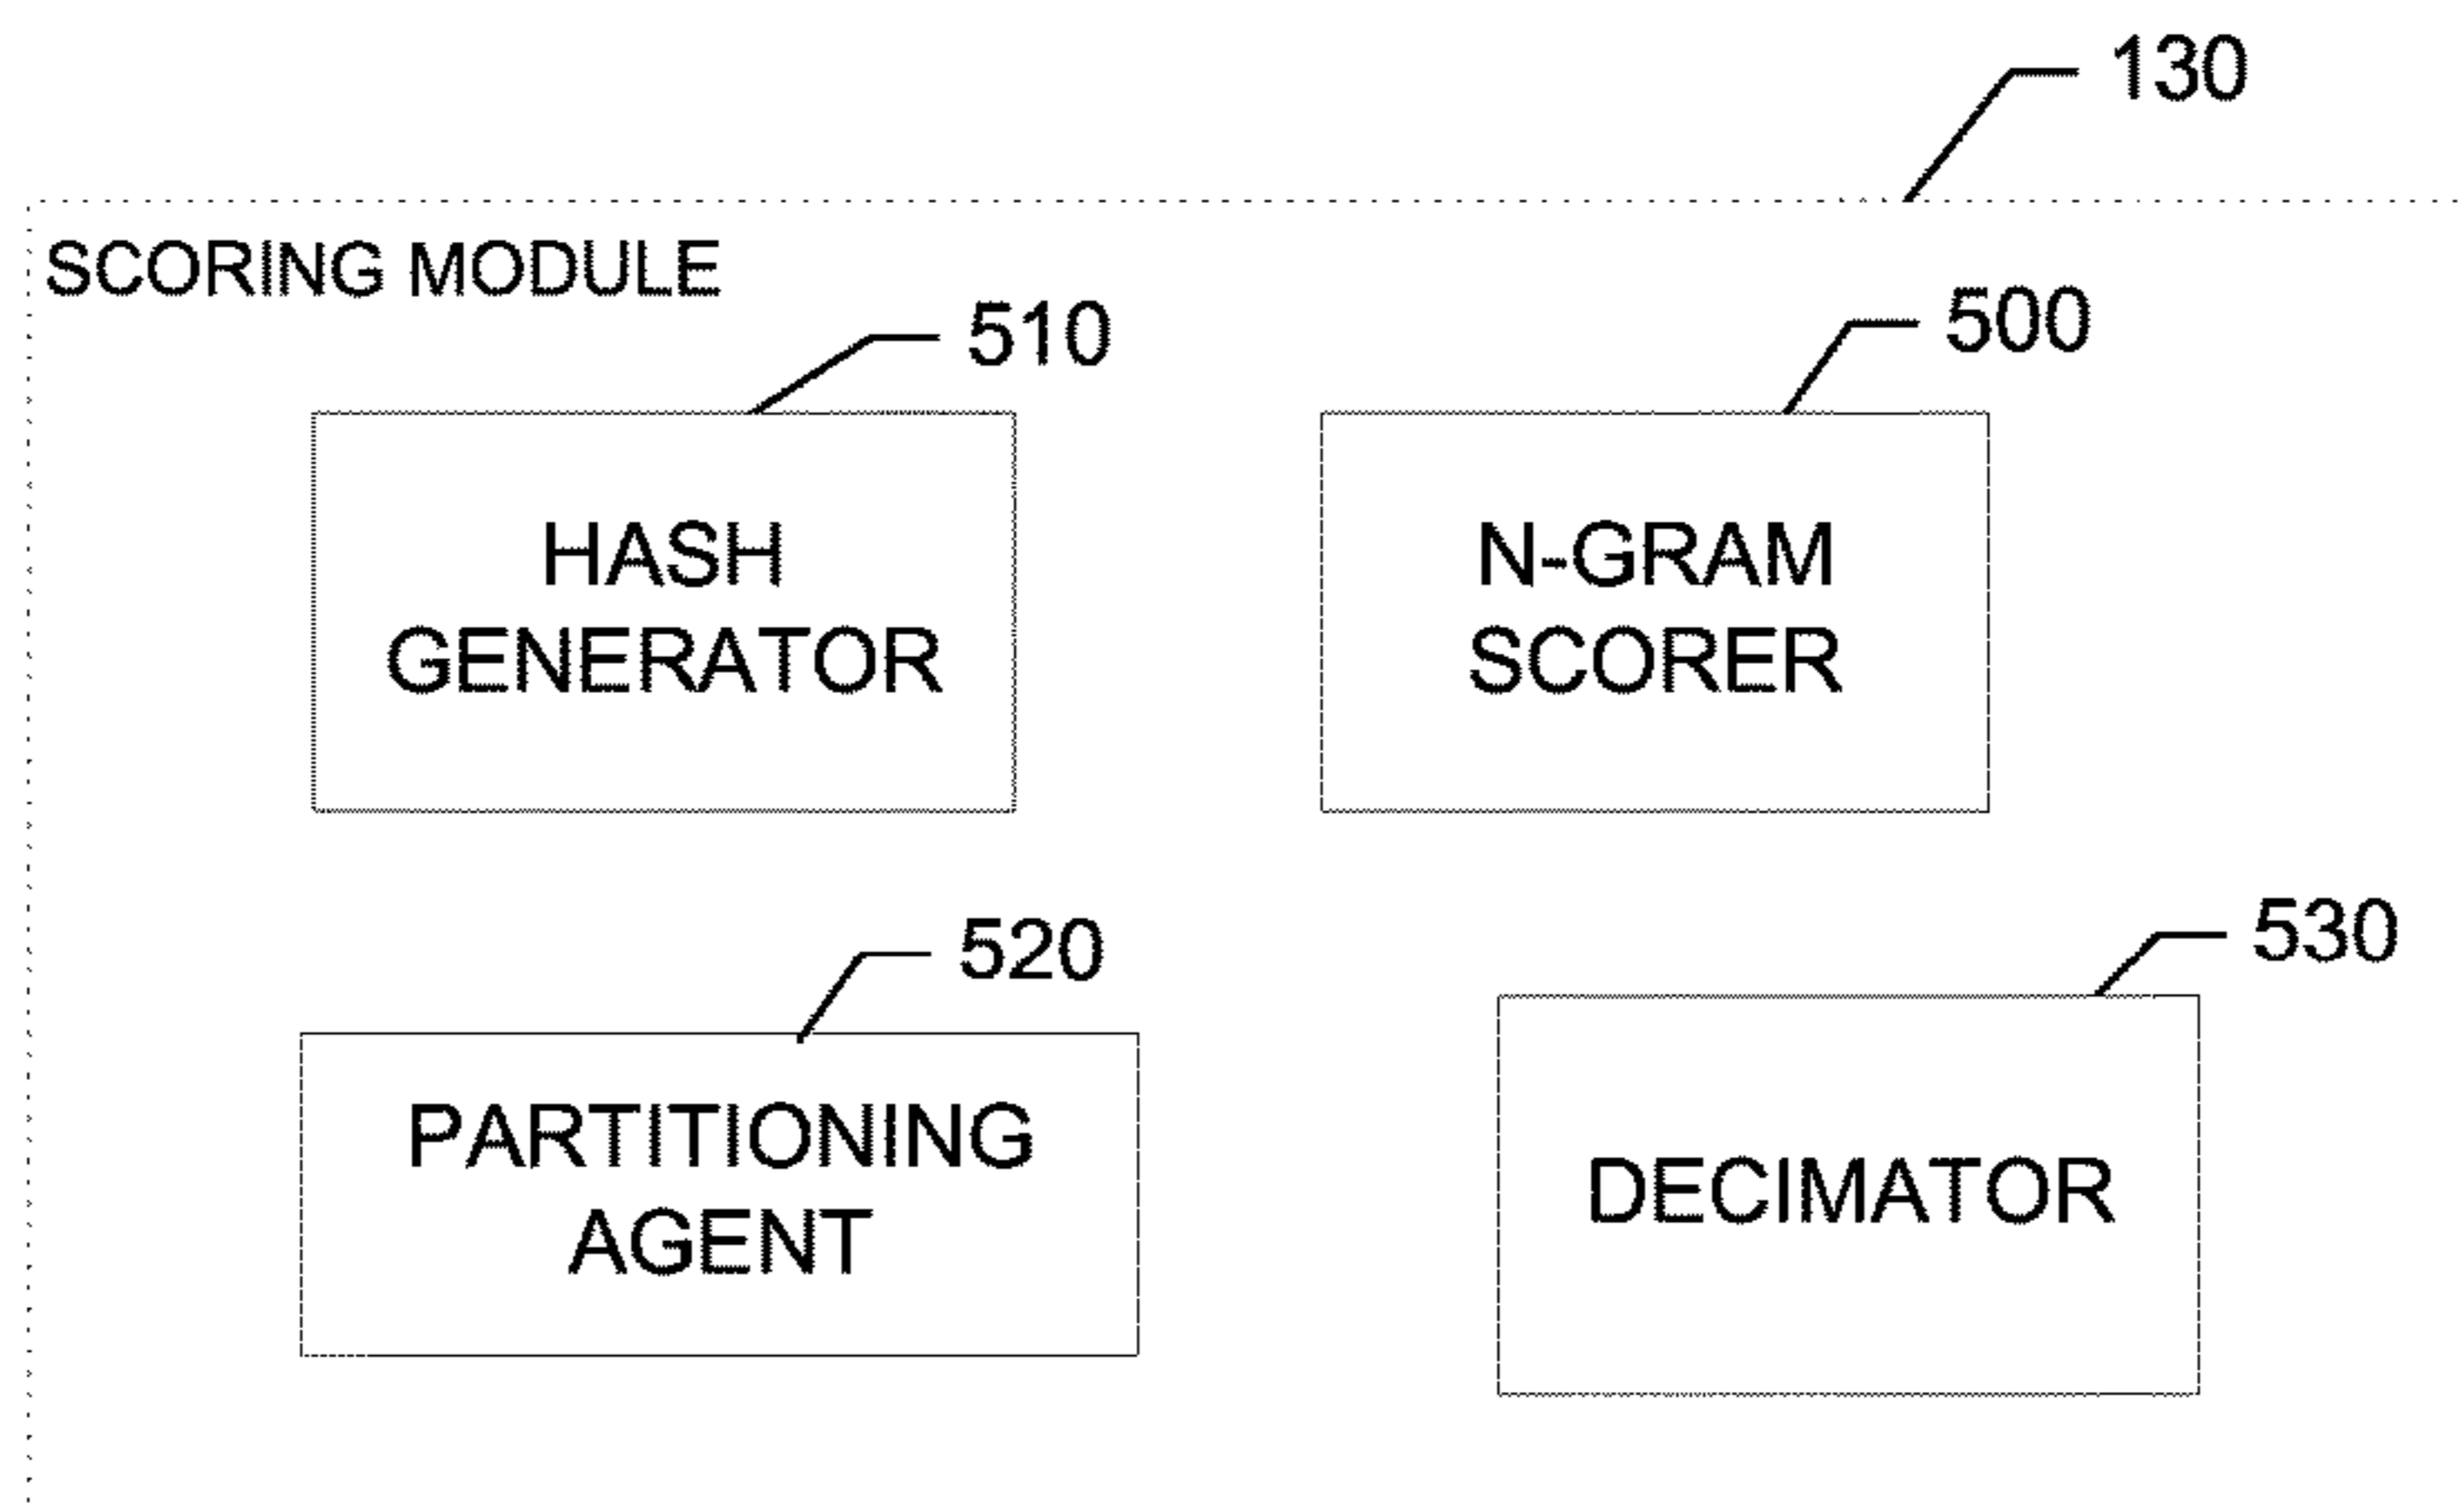 130
SCORING MODULE
510
500
HASH
GENERATOR
N-GRAM
SCORER
520
530
PARTITIONING
AGENT
DECIMATOR